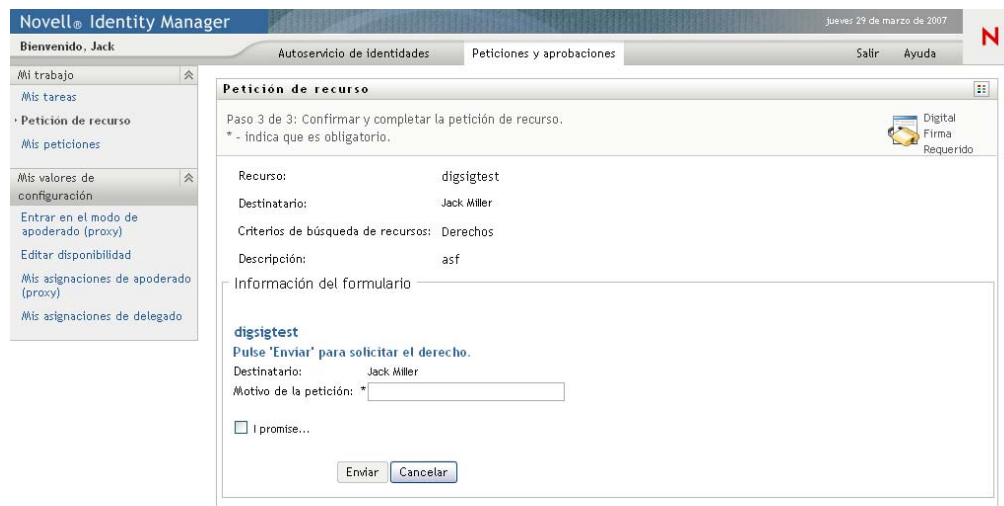 Novell® Identity Manager
jueves 29 de marzo de 2007
N
Bienvenido, Jack
Autoservicio de identidades
Peticiones y aprobaciones
Salir
Ayuda
Mi trabajo
Mis tareas
Petición de recurso
Mis peticiones
Mis valores de
configuración
Entrar en el modo de
apoderado (proxy)
Editar disponibilidad
Mis asignaciones de apoderado
(proxy)
Mis asignaciones de delegado
Petición de recurso
Paso 3 de 3: Confirmar y completar la petición de recurso.
* - indica que es obligatorio.
Digital
Firma
Requerido
Recurso: digsigtest
Destinatario: Jack Miller
Criterios de búsqueda de recursos: Derechos
Descripción: asf
Información del formulario
digsigtest
Pulse 'Enviar' para solicitar el derecho.
Destinatario: Jack Miller
Motivo de la petición: *
I promise...
Enviar
Cancelar